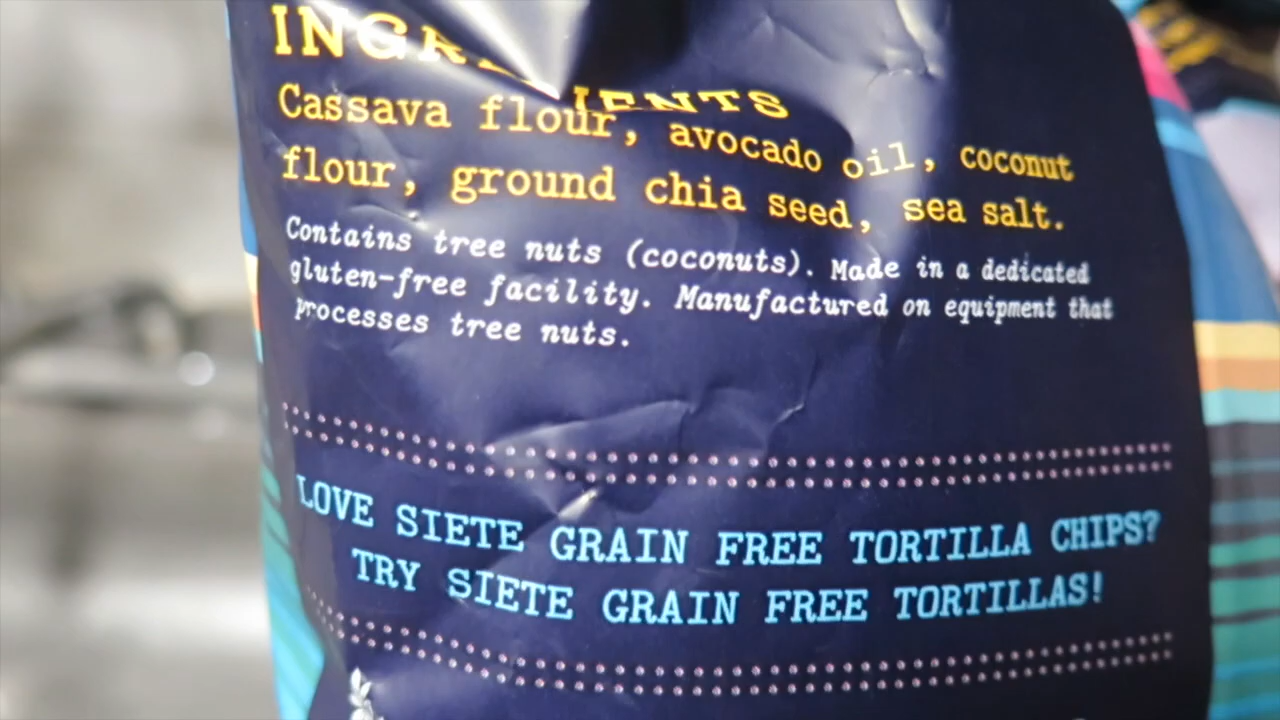 INGREDIENTS
Cassava flour, avocado oil, coconut
flour, ground chia seed, sea salt.
Contains tree nuts (coconuts). Made in a dedicated
gluten-free facility. Manufactured on equipment that
processes tree nuts.
LOVE SIETE GRAIN FREE TORTILLA CHIPS?
TRY SIETE GRAIN FREE TORTILLAS!